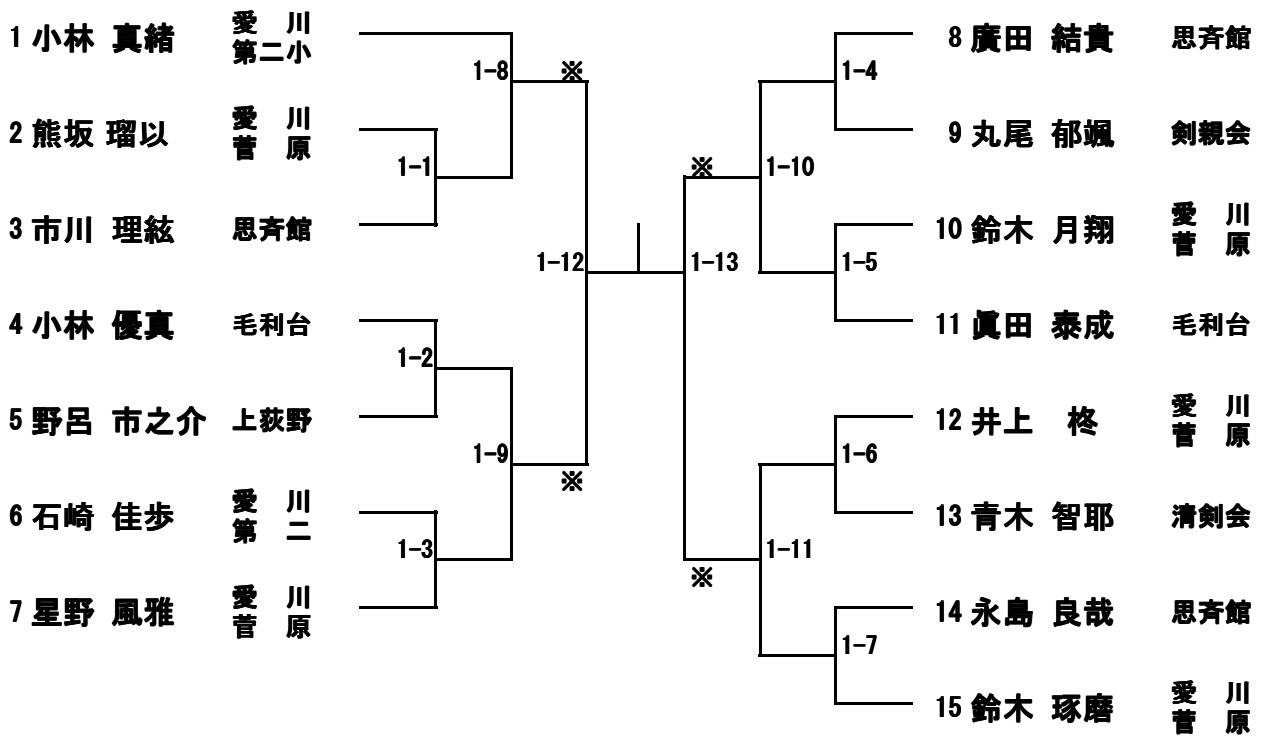 1 小林 真緒 愛 川
第二小
2 熊坂 瑠以 愛 川
菅 原
3 市川 理絃 思斉館
4 小林 優真 毛利台
5 野呂 市之介 上荻野
6 石崎 佳歩 愛 川
第 二
7 星野 風雅 愛 川
菅 原
1-8
※
1-1
1-12
1-2
1-9
※
1-3
※
1-4
1-10
1-13
1-5
1-6
1-11
※
1-7
8 廣田 結貴 思斉館
9 丸尾 郁颯 剣親会
10 鈴木 月翔 愛 川
菅 原
11 眞田 泰成 毛利台
12 井上 柊 愛 川
菅 原
13 青木 智耶 清剣会
14 永島 良哉 思斉館
15 鈴木 琢磨 愛 川
菅 原